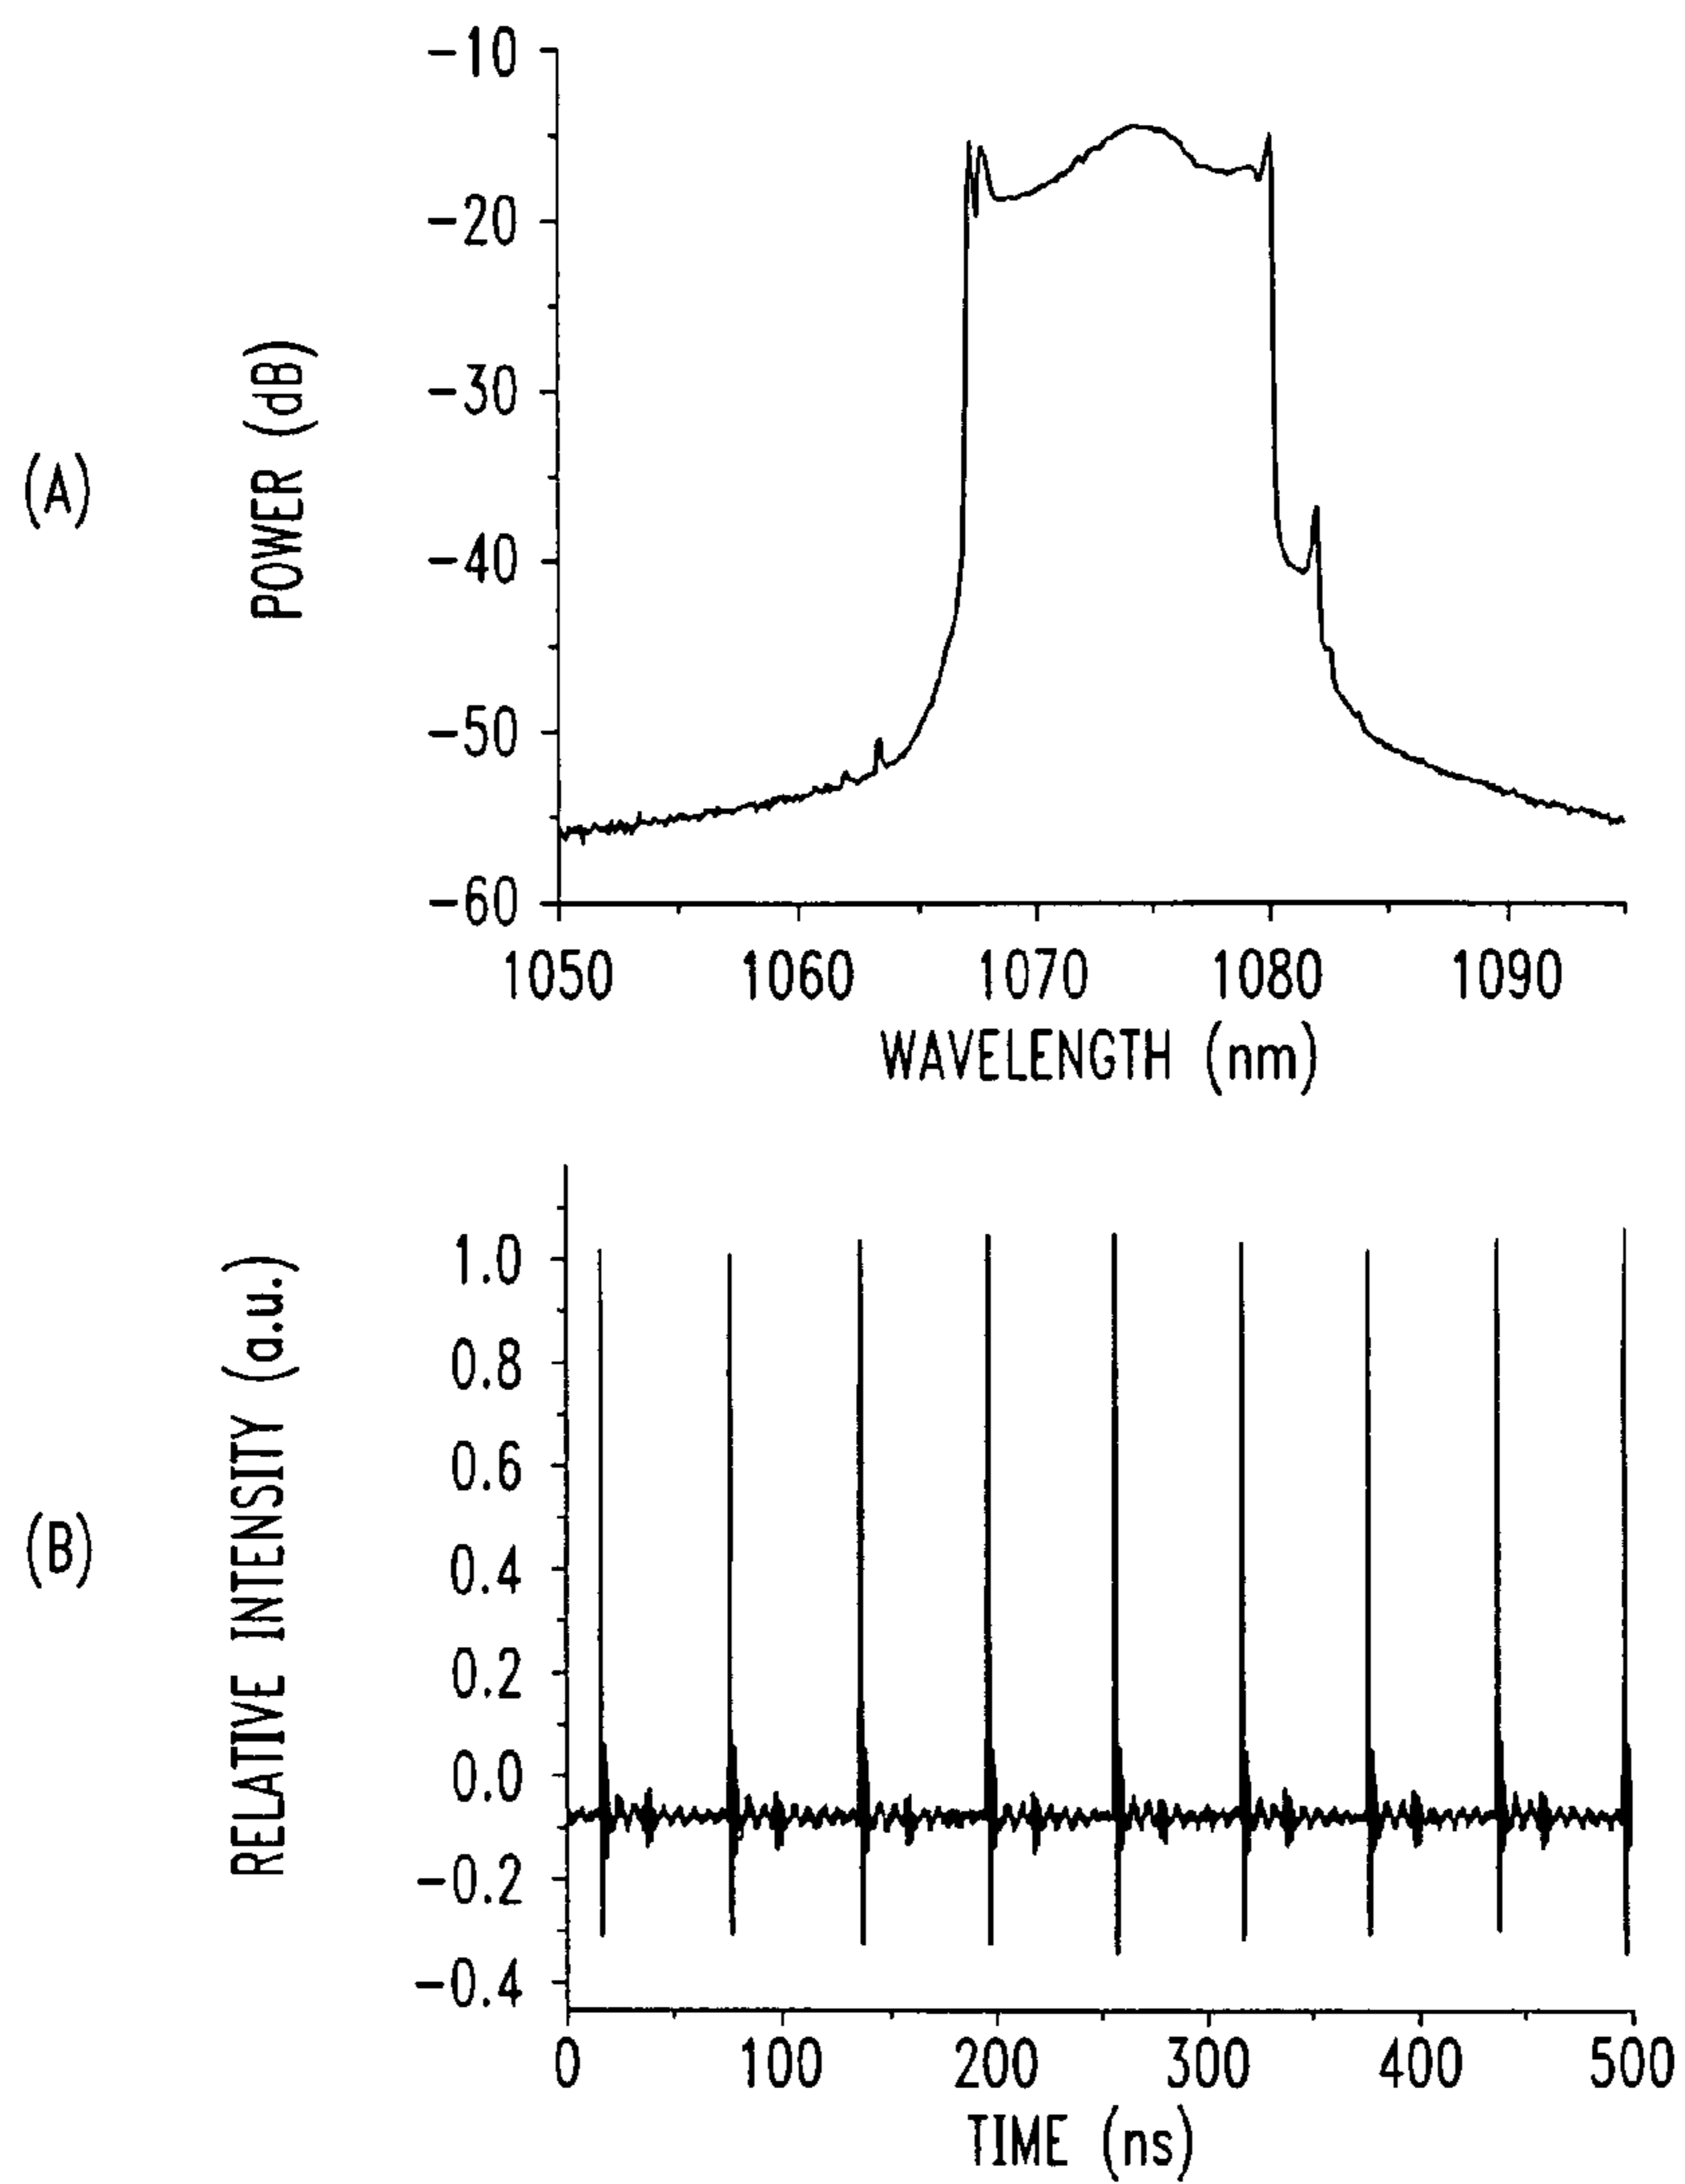 (A)
POWER (dB)
-10
-20
-30
-40
-50
-60
1050 1060 1070 1080 1090
WAVELENGTH (nm)
(B)
RELATIVE INTENSITY (a.u.)
1.0
0.8
0.6
0.4
0.2
0.0
-0.2
-0.4
0 100 200 300 400 500
TIME (ns)